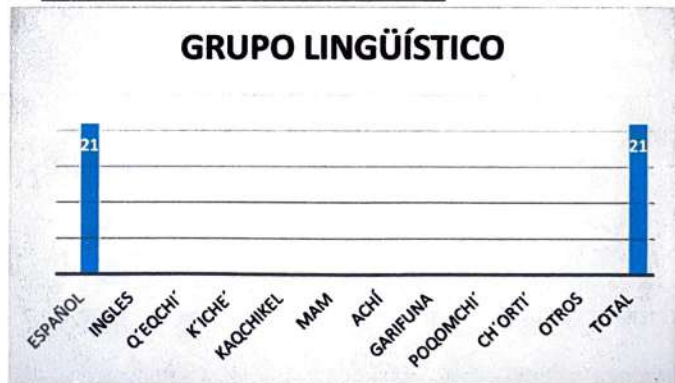 GRUPO LINGÜÍSTICO
21
21
ESPAÑOL
INGLES
Q´EQCHI´
K´ICHE´
KAQCHIKEL
MAM
ACHÍ
GARIFUNA
POQOMCHI´
CH´ORTI´
OTROS
TOTAL